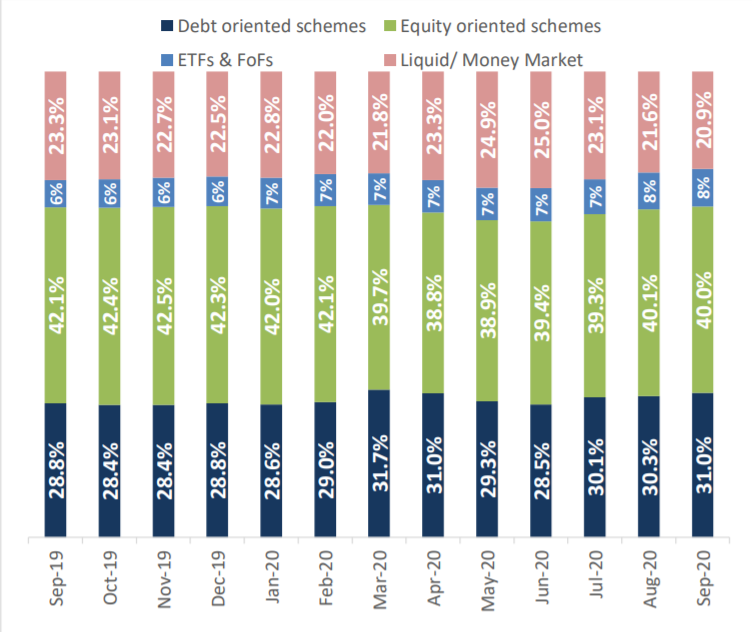 Debt oriented schemes Equity oriented schemes
ETFs & FoFs Liquid/ Money Market
23.3% 23.1% 22.7% 22.5% 22.8% 22.0% 21.8% 23.3% 24.9% 25.0% 23.1% 21.6% 20.9%
6% 6% 6% 6% 7% 7% 7% 7% 7% 7% 7% 8% 8%
42.1% 42.4% 42.5% 42.3% 42.0% 42.1% 39.7% 38.8% 38.9% 39.4% 39.3% 40.1% 40.0%
28.8% 28.4% 28.4% 28.8% 28.6% 29.0% 31.7% 31.0% 29.3% 28.5% 30.1% 30.3% 31.0%
Sep-19 Oct-19 Nov-19 Dec-19 Jan-20 Feb-20 Mar-20 Apr-20 May-20 Jun-20 Jul-20 Aug-20 Sep-20